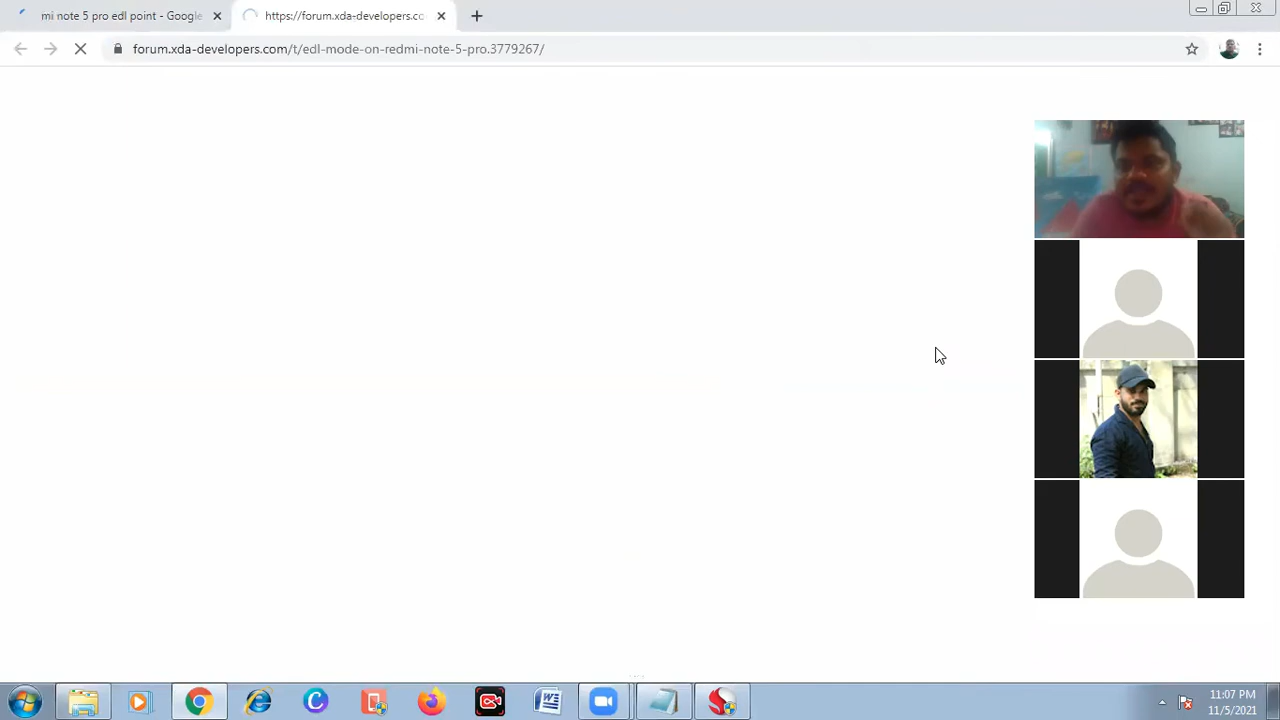 mi note 5 pro edl point - Google
https://forum.xda-developers.co
forum.xda-developers.com/t/edl-mode-on-redmi-note-5-pro.3779267/
11:07 PM
11/5/2021